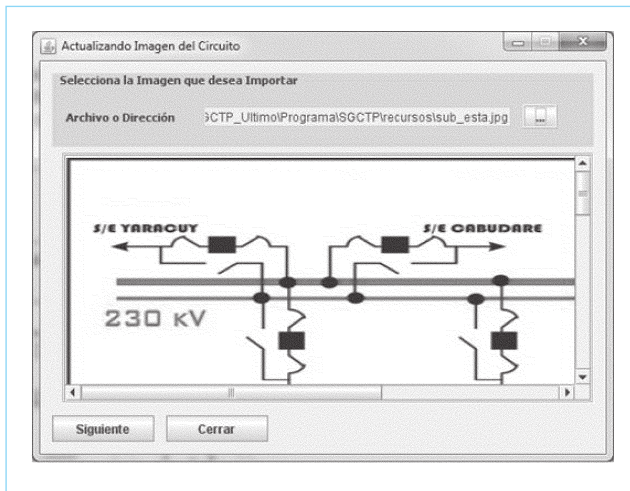 Actualizando Imagen del Circuito
Selecciona la Imagen que desea Importar
Archivo o Dirección
GCTP_Ultimo\Programa\SGCTP\recursos\sub_esta.jpg
...
S/E YARACUY
S/E CABUDARE
230 kV
Siguiente
Cerrar